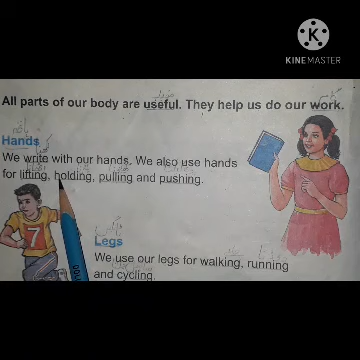 K
KINEMASTER
All parts of our body are useful. They help us do our work.
Hands
We write with our hands. We also use hands
for lifting, holding, pulling and pushing.
7
Legs
We use our legs for walking, running
and cycling.